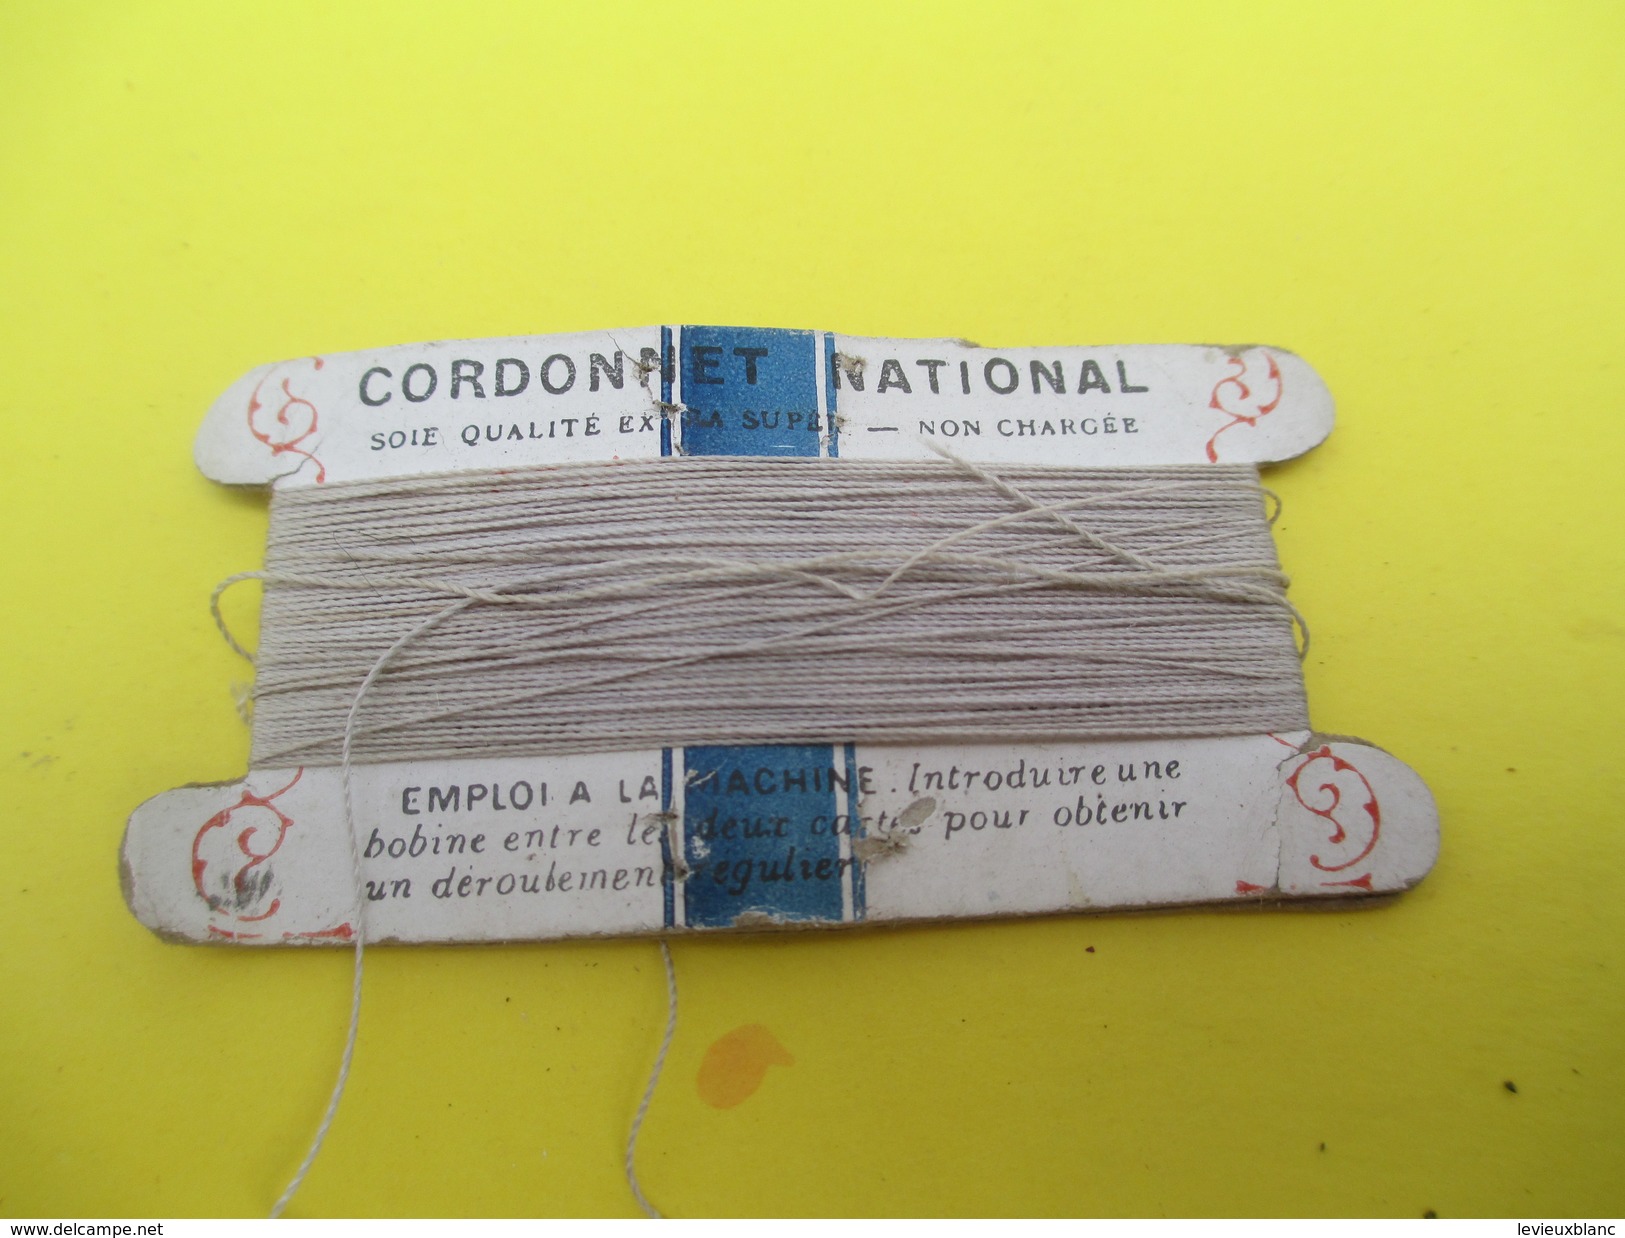 CORDONNET NATIONAL
SOIE QUALITÉ EXTRA SUPER — NON CHARGÉE
EMPLOI A LA MACHINE. Introduire une
bobine entre les deux cartes pour obtenir
un déroulement régulier
delcampe.net
levieuxblanc